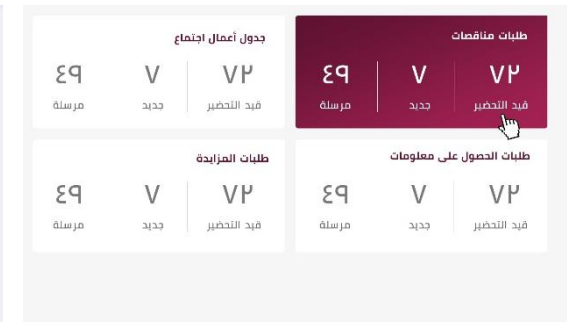 طلبات مناقصات
٧٢ ٧ ٤٩
قيد التحضير جديد مرسلة
جدول أعمال اجتماع
٧٢ ٧ ٤٩
قيد التحضير جديد مرسلة
طلبات الحصول على معلومات
٧٢ ٧ ٤٩
قيد التحضير جديد مرسلة
طلبات المزايدة
٧٢ ٧ ٤٩
قيد التحضير جديد مرسلة